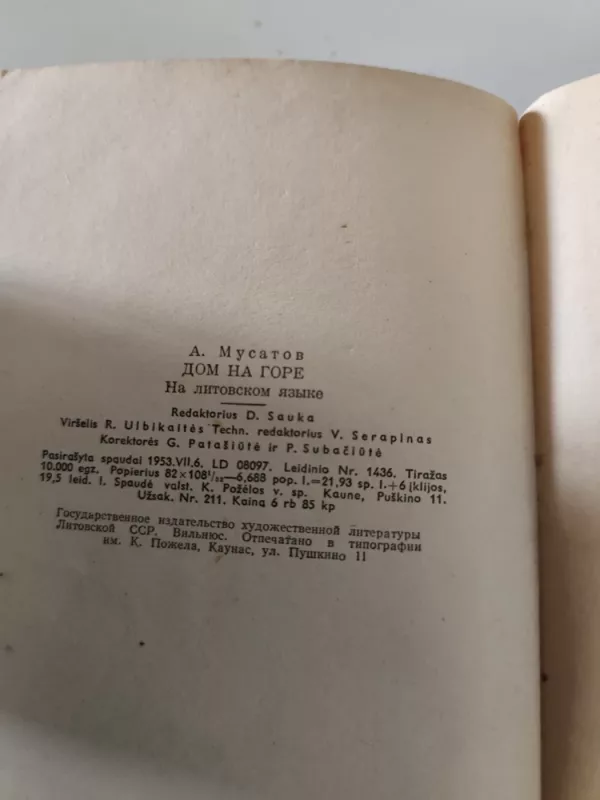 А. Мусатов
ДОМ НА ГОРЕ
На литовском языке
Redaktorius D. Sauka
Viršelis R. Ulbikaitės Techn. redaktorius V. Serapinas
Korektorės G. Patašiūtė ir P. Subačiūtė
Pasirašyta spaudai 1953.VII.6. LD 08097. Leidinio Nr. 1436. Tiražas
10.000 egz. Popierius 82×108¹/₃₂—6,688 pop. l.=21,93 sp. l.+6 įklijos,
19,5 leid. l. Spaudė valst. K. Požėlos v. sp. Kaune, Puškino 11.
Užsak. Nr. 211. Kaina 6 rb 85 kp
Государственное издательство художественной литературы
Литовской ССР, Вильнюс. Отпечатано в типографии
им. К. Пожела, Каунас, ул. Пушкино 11